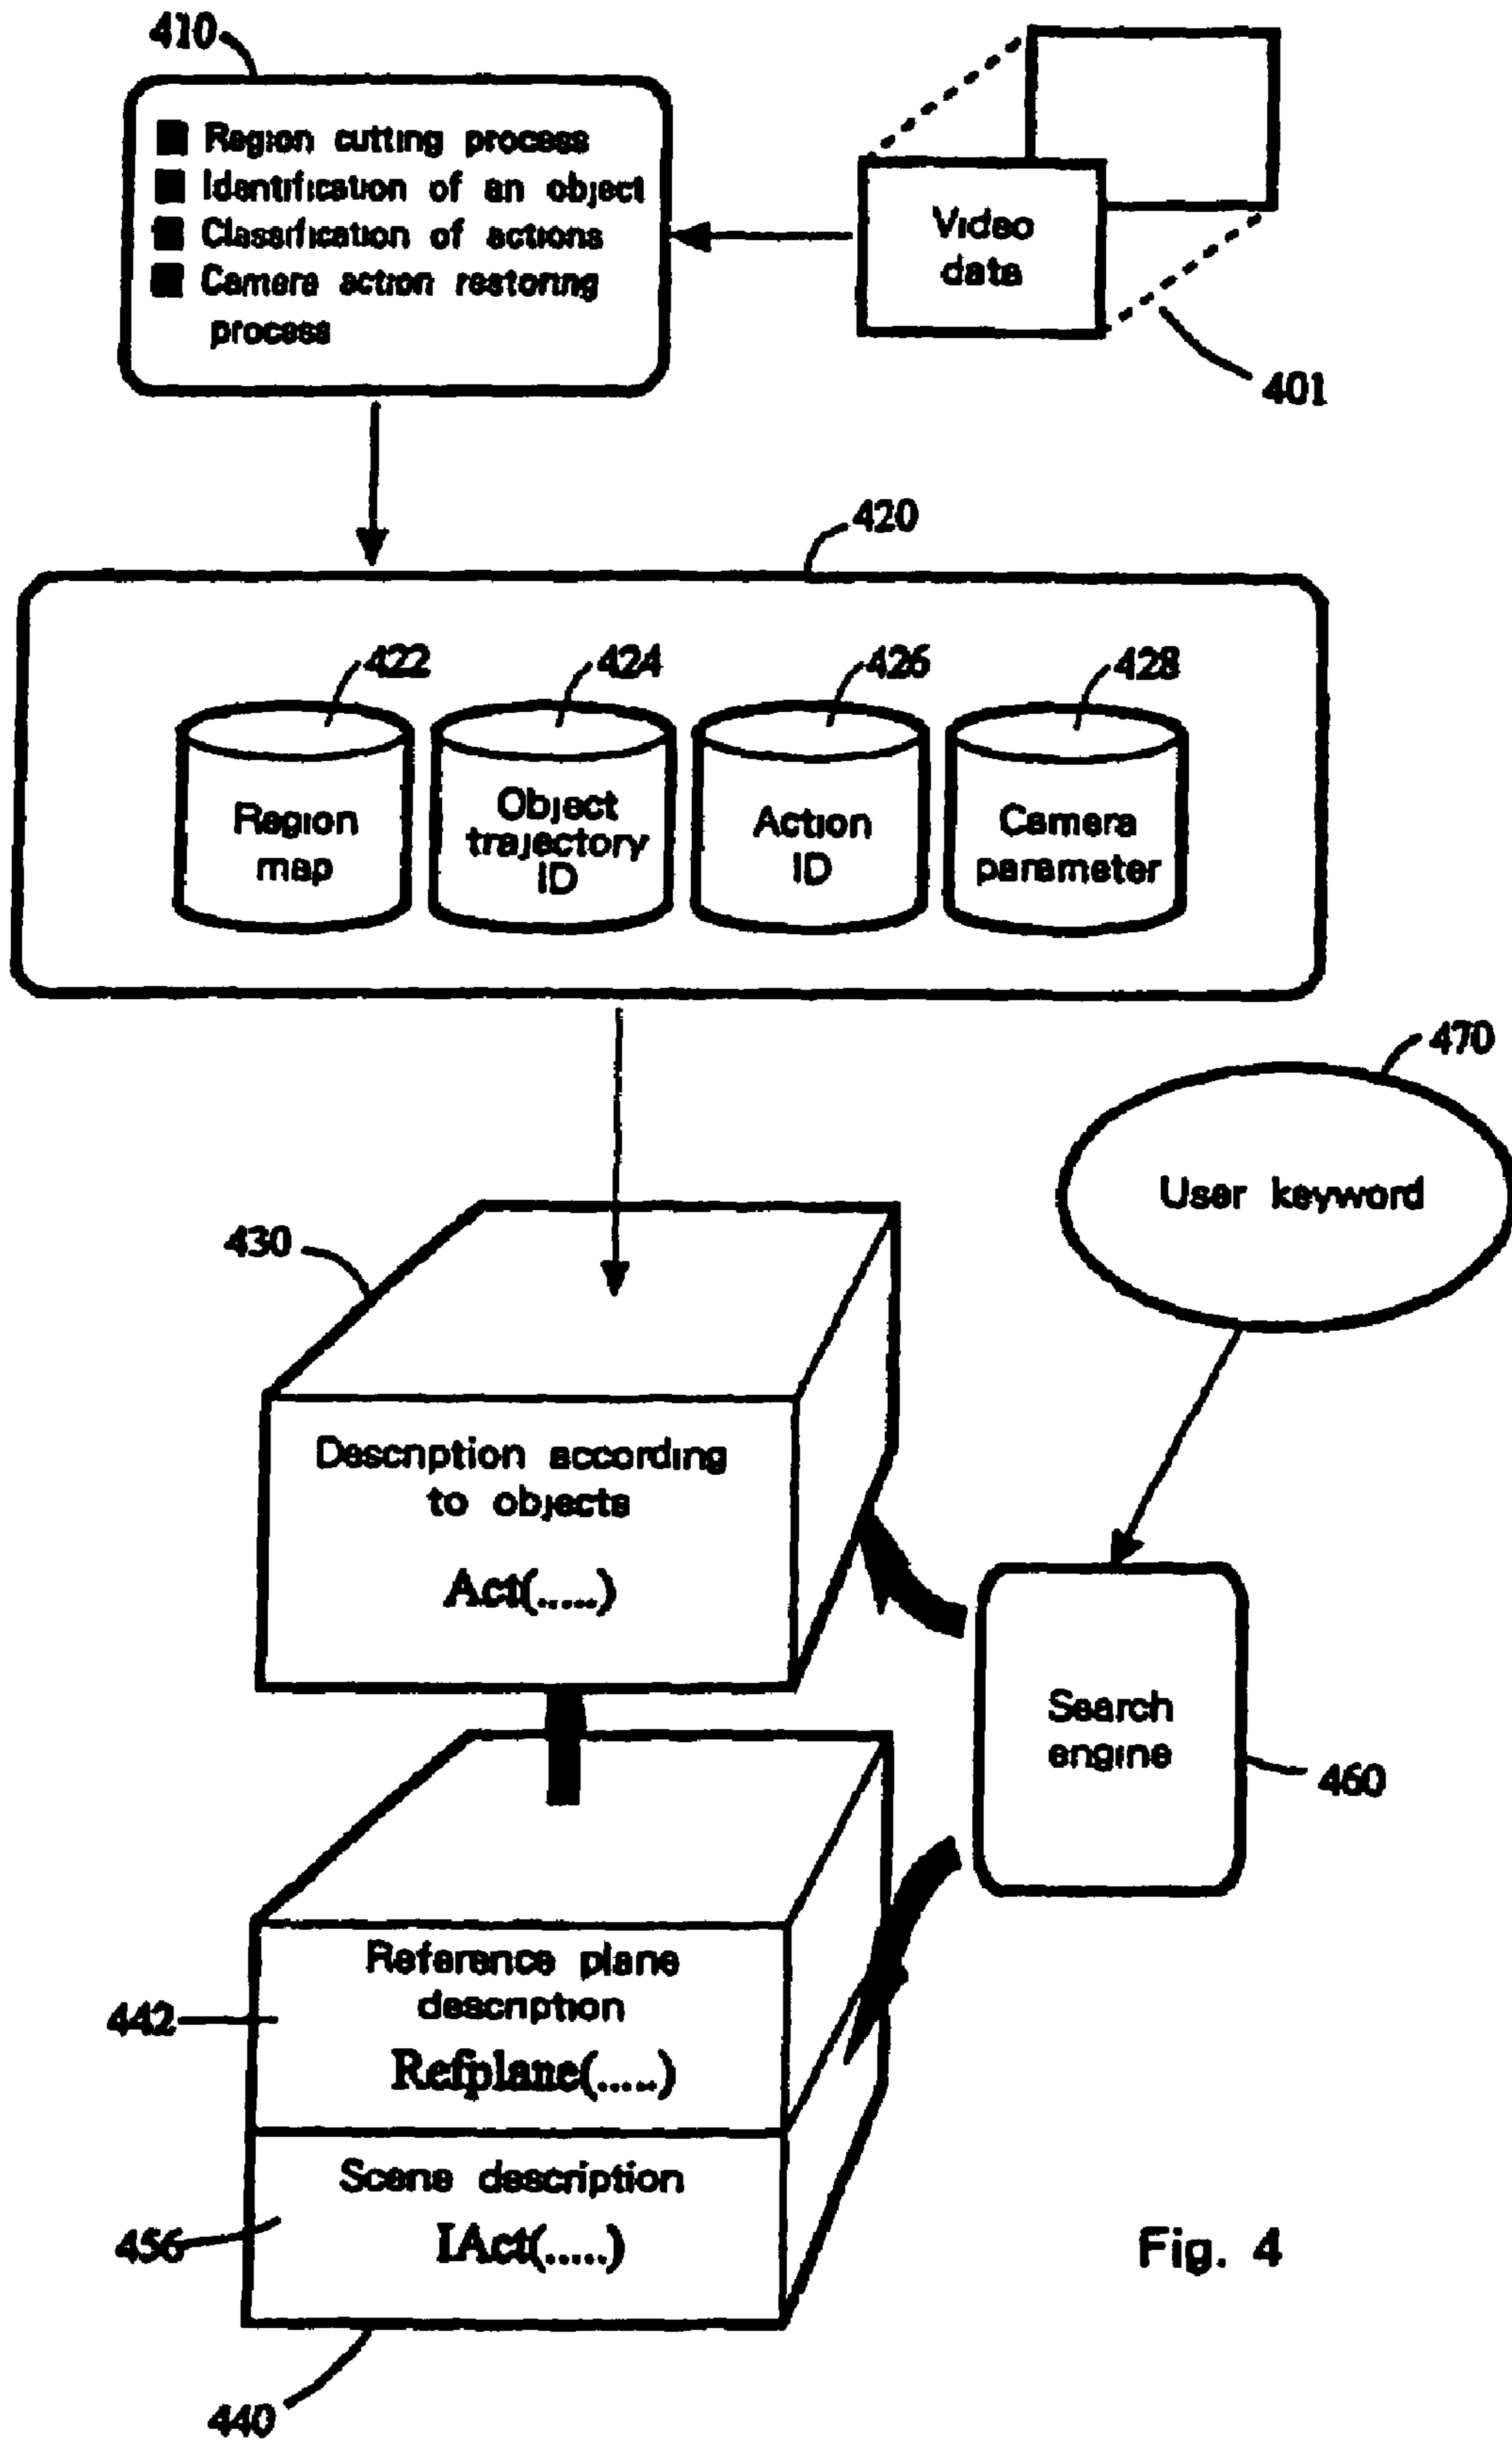 410
■ Region cutting process
■ Identification of an object
■ Classification of actions
■ Camera action restoring
process
Video
data
401
420
422
424
426
428
Region
map
Object
trajectory
ID
Action
ID
Camera
parameter
470
User keyword
430
Description according
to objects
Act(.....)
Search
engine
460
Reference plane
description
442
Refplane(.....)
Scene description
456
IAct(.....)
Fig. 4
440